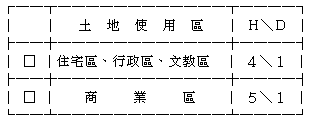 土 地 使 用 區 H＼D
□ 住宅區、行政區、文教區 4＼1
□ 商 業 區 5＼1